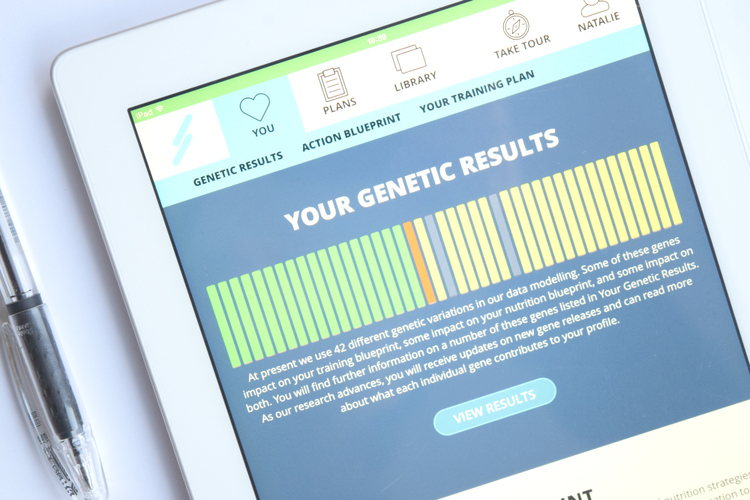 iPad
YOU
PLANS
LIBRARY
TAKE TOUR
NATALIE
GENETIC RESULTS
ACTION BLUEPRINT
YOUR TRAINING PLAN
YOUR GENETIC RESULTS
At present we use 42 different genetic variations in our data modelling. Some of these genes
impact on your training blueprint, some impact on your nutrition blueprint, and some impact on
both. You will find further information on a number of these genes listed in Your Genetic Results.
As our research advances, you will receive updates on new gene releases and can read more
about what each individual gene contributes to your profile.
VIEW RESULTS
nutrition strategies